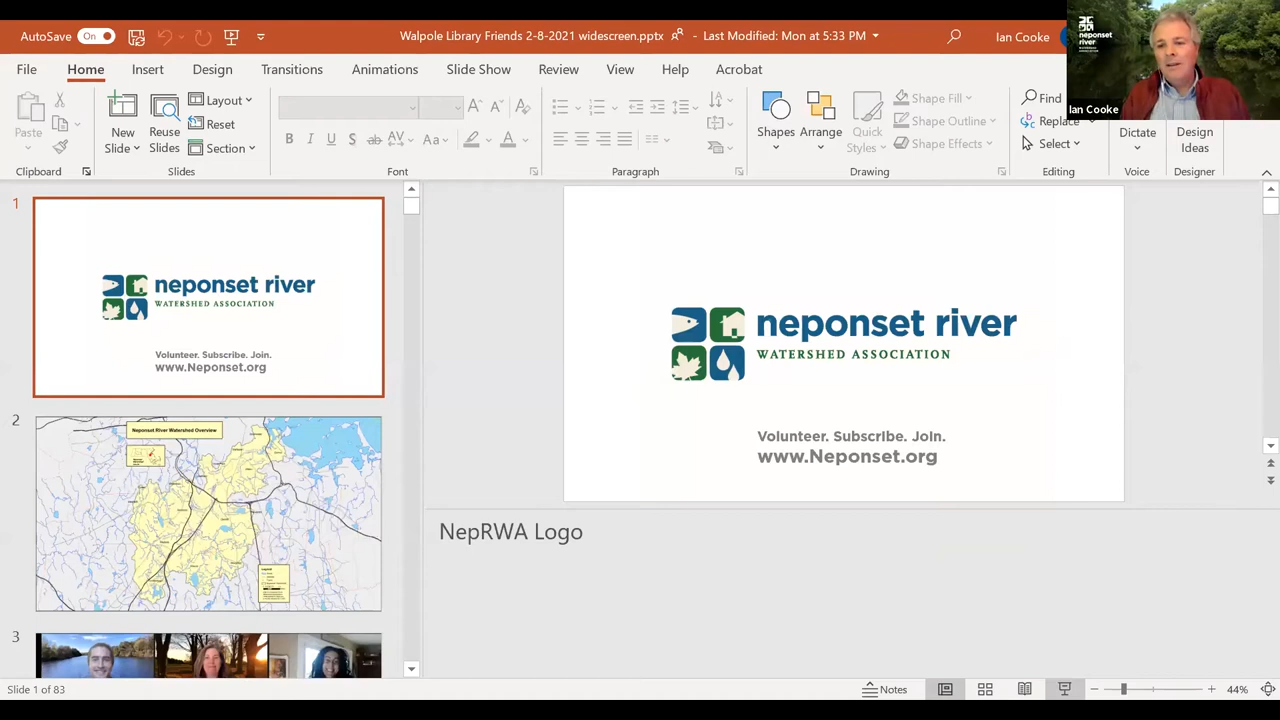 AutoSave On
Walpole Library Friends 2-8-2021 widescreen.pptx - Last Modified: Mon at 5:33 PM
Ian Cooke
neponset
river
Ian Cooke
File Home Insert Design Transitions Animations Slide Show Review View Help Acrobat
Paste
New
Slide
Reuse
Slides
Layout
Reset
Section
B I U S ab AV Aa A
Shapes
Arrange
Quick
Styles
Shape Fill
Shape Outline
Shape Effects
Find
Replace
Select
Dictate
Design
Ideas
Clipboard Slides Font Paragraph Drawing Editing Voice Designer
1
neponset river
WATERSHED ASSOCIATION
Volunteer. Subscribe. Join.
www.Neponset.org
2
Neponset River Watershed Overview
3
neponset river
WATERSHED ASSOCIATION
Volunteer. Subscribe. Join.
www.Neponset.org
NepRWA Logo
Slide 1 of 83
Notes
44%